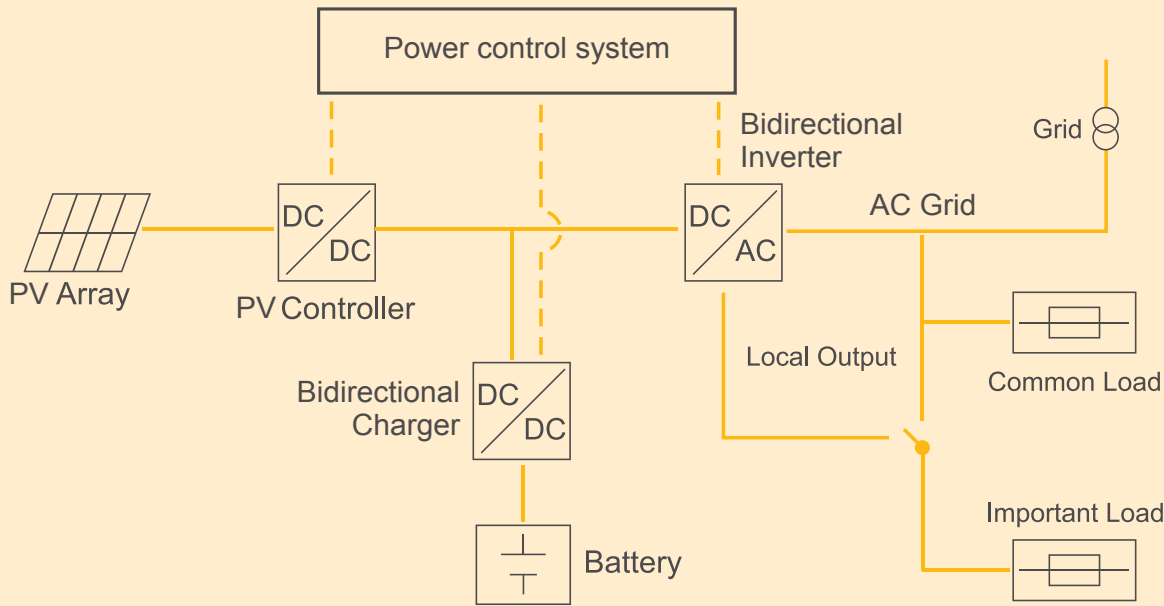 Power control system
Bidirectional
Inverter
Grid
DC
DC
DC
AC
AC Grid
PV Array
PV Controller
Local Output
Common Load
Bidirectional
Charger
DC
DC
Important Load
Battery